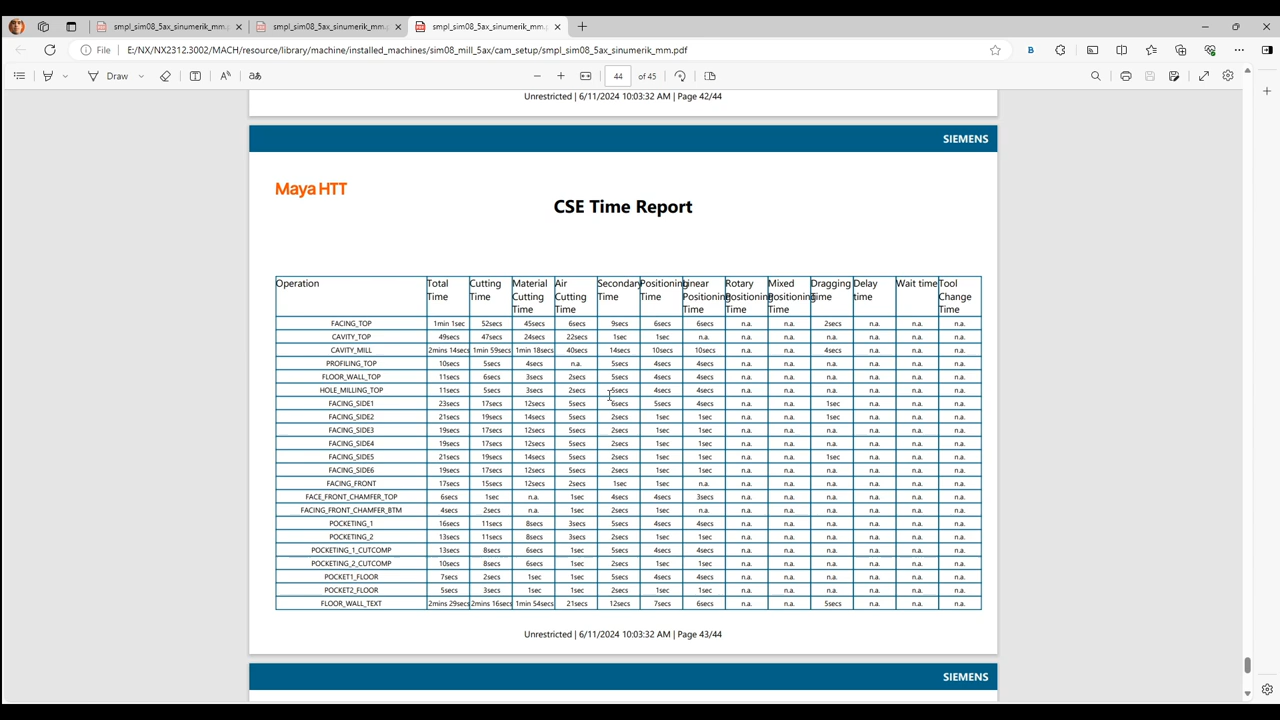 smpl_sim08_5ax_sinumerik_mm.p
smpl_sim08_5ax_sinumerik_mm.p
smpl_sim08_5ax_sinumerik_mm.p
File E:/NX/NX2312.3002/MACH/resource/library/machine/installed_machines/sim08_mill_5ax/cam_setup/smpl_sim08_5ax_sinumerik_mm.pdf
Draw 44 of 45
Unrestricted | 6/11/2024 10:03:32 AM | Page 42/44
SIEMENS
Maya HTT
CSE Time Report
Operation Total Time Cutting Time Material Cutting Time Air Cutting Time Secondary Time Positioning Time Linear Positioning Time Rotary Positioning Time Mixed Positioning Time Dragging Time Delay time Wait time Tool Change Time
FACING_TOP 1min 1sec 52secs 45secs 6secs 9secs 6secs 6secs n.a. n.a. 2secs n.a. n.a. n.a.
CAVITY_TOP 49secs 47secs 24secs 22secs 1sec 1sec n.a. n.a. n.a. n.a. n.a. n.a. n.a.
CAVITY_MILL 2mins 14secs 1min 59secs 1min 18secs 40secs 14secs 10secs 10secs n.a. n.a. 4secs n.a. n.a. n.a.
PROFILING_TOP 10secs 5secs 4secs n.a. 5secs 4secs 4secs n.a. n.a. n.a. n.a. n.a. n.a.
FLOOR_WALL_TOP 11secs 6secs 3secs 2secs 5secs 4secs 4secs n.a. n.a. n.a. n.a. n.a. n.a.
HOLE_MILLING_TOP 11secs 5secs 3secs 2secs 5secs 4secs 4secs n.a. n.a. n.a. n.a. n.a. n.a.
FACING_SIDE1 23secs 17secs 12secs 5secs 6secs 5secs 4secs n.a. n.a. 1sec n.a. n.a. n.a.
FACING_SIDE2 21secs 19secs 14secs 5secs 2secs 1sec 1sec n.a. n.a. 1sec n.a. n.a. n.a.
FACING_SIDE3 19secs 17secs 12secs 5secs 2secs 1sec 1sec n.a. n.a. n.a. n.a. n.a. n.a.
FACING_SIDE4 19secs 17secs 12secs 5secs 2secs 1sec 1sec n.a. n.a. n.a. n.a. n.a. n.a.
FACING_SIDE5 21secs 19secs 14secs 5secs 2secs 1sec 1sec n.a. n.a. 1sec n.a. n.a. n.a.
FACING_SIDE6 19secs 17secs 12secs 5secs 2secs 1sec 1sec n.a. n.a. n.a. n.a. n.a. n.a.
FACING_FRONT 17secs 15secs 12secs 2secs 1sec 1sec n.a. n.a. n.a. n.a. n.a. n.a. n.a.
FACE_FRONT_CHAMFER_TOP 6secs 1sec n.a. 1sec 4secs 4secs 3secs n.a. n.a. n.a. n.a. n.a. n.a.
FACING_FRONT_CHAMFER_BTM 4secs 2secs n.a. 1sec 2secs 1sec n.a. n.a. n.a. n.a. n.a. n.a. n.a.
POCKETING_1 16secs 11secs 8secs 3secs 5secs 4secs 4secs n.a. n.a. n.a. n.a. n.a. n.a.
POCKETING_2 13secs 11secs 8secs 3secs 2secs 1sec 1sec n.a. n.a. n.a. n.a. n.a. n.a.
POCKETING_1_CUTCOMP 13secs 8secs 6secs 1sec 5secs 4secs 4secs n.a. n.a. n.a. n.a. n.a. n.a.
POCKETING_2_CUTCOMP 10secs 8secs 6secs 1sec 2secs 1sec 1sec n.a. n.a. n.a. n.a. n.a. n.a.
POCKET1_FLOOR 7secs 2secs 1sec 1sec 5secs 4secs 4secs n.a. n.a. n.a. n.a. n.a. n.a.
POCKET2_FLOOR 5secs 3secs 1sec 1sec 2secs 1sec 1sec n.a. n.a. n.a. n.a. n.a. n.a.
FLOOR_WALL_TEXT 2mins 29secs 2mins 16secs 1min 54secs 21secs 12secs 7secs 6secs n.a. n.a. 5secs n.a. n.a. n.a.
Unrestricted | 6/11/2024 10:03:32 AM | Page 43/44
SIEMENS